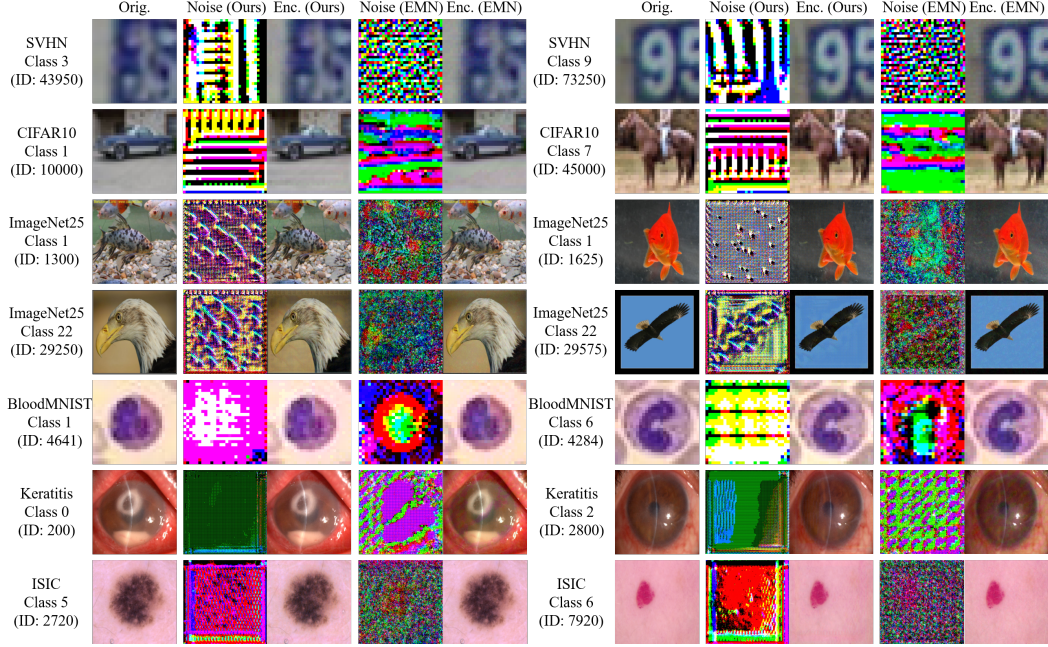 Orig. Noise (Ours) Enc. (Ours) Noise (EMN) Enc. (EMN)
SVHN
Class 3
(ID: 43950)
CIFAR10
Class 1
(ID: 10000)
ImageNet25
Class 1
(ID: 1300)
ImageNet25
Class 22
(ID: 29250)
BloodMNIST
Class 1
(ID: 4641)
Keratitis
Class 0
(ID: 200)
ISIC
Class 5
(ID: 2720)
Orig. Noise (Ours) Enc. (Ours) Noise (EMN) Enc. (EMN)
SVHN
Class 9
(ID: 73250)
95 95 95
CIFAR10
Class 7
(ID: 45000)
ImageNet25
Class 1
(ID: 1625)
ImageNet25
Class 22
(ID: 29575)
BloodMNIST
Class 6
(ID: 4284)
Keratitis
Class 2
(ID: 2800)
ISIC
Class 6
(ID: 7920)